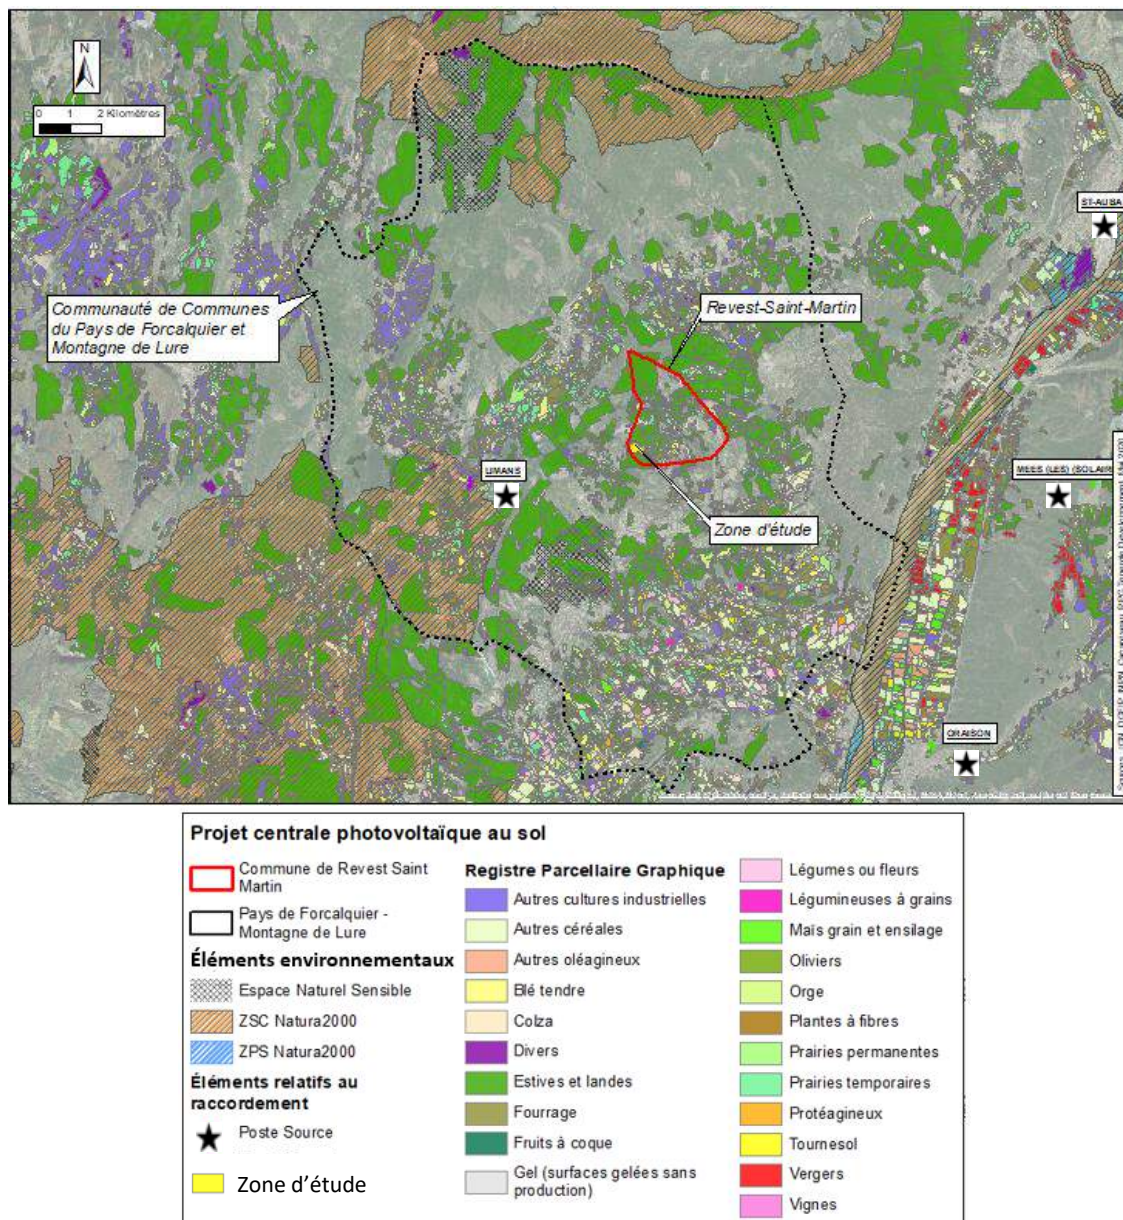 N
0 1 2 Kilomètres
ST-AUBA
Communauté de Communes
du Pays de Forcalquier et
Montagne de Lure
Revest-Saint-Martin
LIMANS
MEES (LES) (SOLAIR
Zone d'étude
ORAISON
Projet centrale photovoltaïque au sol
Commune de Revest Saint
Martin
Pays de Forcalquier -
Montagne de Lure
Éléments environnementaux
Espace Naturel Sensible
ZSC Natura2000
ZPS Natura2000
Éléments relatifs au
raccordement
Poste Source
Zone d'étude
Registre Parcellaire Graphique
Autres cultures industrielles
Autres céréales
Autres oléagineux
Blé tendre
Colza
Divers
Estives et landes
Fourrage
Fruits à coque
Gel (surfaces gelées sans
production)
Légumes ou fleurs
Légumineuses à grains
Maïs grain et ensilage
Oliviers
Orge
Plantes à fibres
Prairies permanentes
Prairies temporaires
Protéagineux
Tournesol
Vergers
Vignes